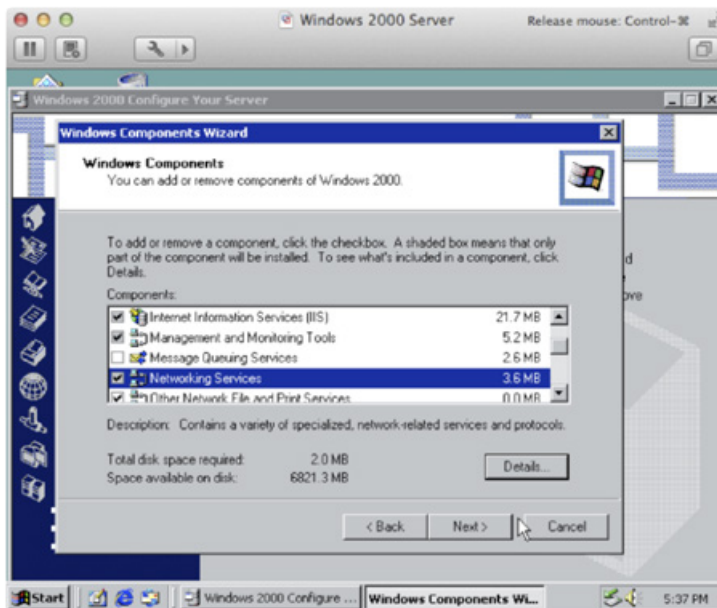 Windows 2000 Server
Release mouse: Control-⌘
Windows 2000 Configure Your Server
Windows Components Wizard
Windows Components
You can add or remove components of Windows 2000.
To add or remove a component, click the checkbox. A shaded box means that only
part of the component will be installed. To see what's included in a component, click
Details.
Components:
Internet Information Services (IIS) 21.7 MB
Management and Monitoring Tools 5.2 MB
Message Queuing Services 2.6 MB
Networking Services 3.6 MB
Other Network File and Print Services 0.0 MB
Description: Contains a variety of specialized, network-related services and protocols.
Total disk space required: 2.0 MB
Space available on disk: 6821.3 MB
Details...
< Back
Next >
Cancel
Start
Windows 2000 Configure ...
Windows Components Wi...
5:37 PM